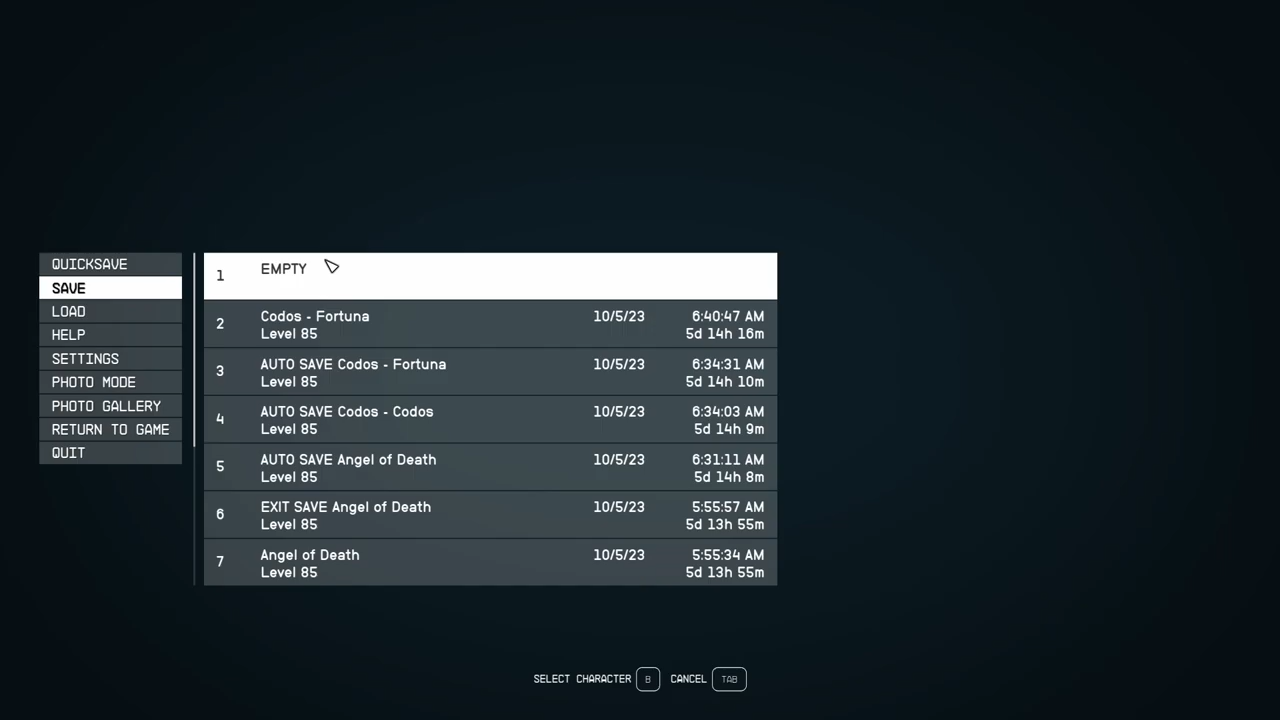 QUICKSAVE
SAVE
LOAD
HELP
SETTINGS
PHOTO MODE
PHOTO GALLERY
RETURN TO GAME
QUIT
1 EMPTY
2 Codos - Fortuna 10/5/23 6:40:47 AM
Level 85 5d 14h 16m
3 AUTO SAVE Codos - Fortuna 10/5/23 6:34:31 AM
Level 85 5d 14h 10m
4 AUTO SAVE Codos - Codos 10/5/23 6:34:03 AM
Level 85 5d 14h 9m
5 AUTO SAVE Angel of Death 10/5/23 6:31:11 AM
Level 85 5d 14h 8m
6 EXIT SAVE Angel of Death 10/5/23 5:55:57 AM
Level 85 5d 13h 55m
7 Angel of Death 10/5/23 5:55:34 AM
Level 85 5d 13h 55m
SELECT CHARACTER B CANCEL TAB